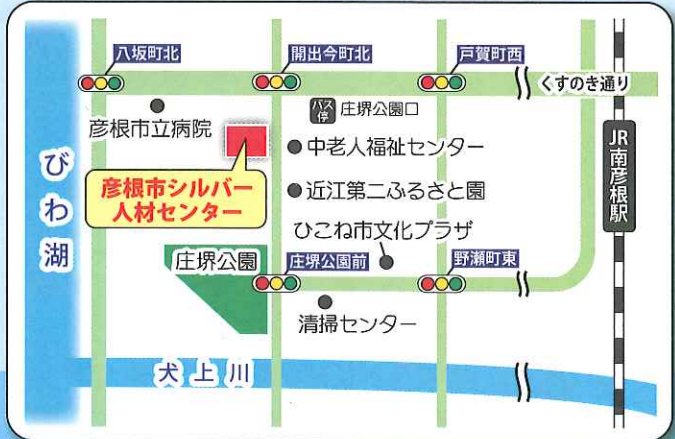 八坂町北
開出今町北
戸賀町西
くすのき通り
バス停
庄堺公園口
彦根市立病院
中老人福祉センター
JR南彦根駅
びわ湖
彦根市シルバー
人材センター
近江第二ふるさと園
ひこね市文化プラザ
庄堺公園
庄堺公園前
野瀬町東
清掃センター
犬上川